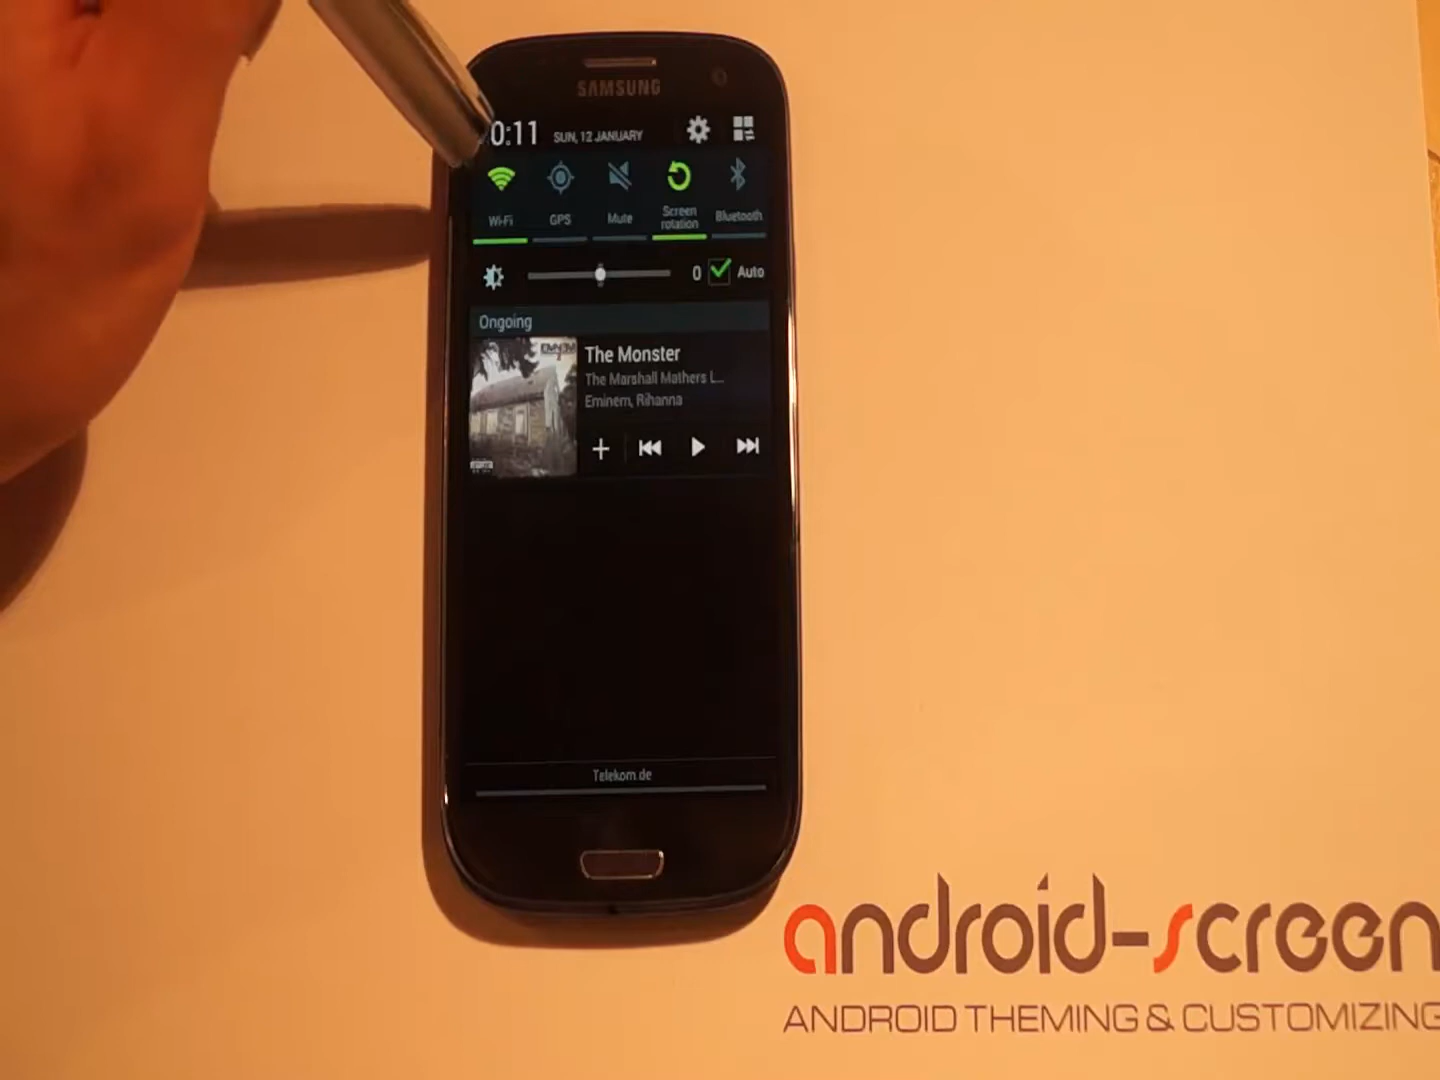 SAMSUNG
0:11 SUN, 12 JANUARY
Wi-Fi GPS Mute Screen rotation Bluetooth
0 Auto
Ongoing
The Monster
The Marshall Mathers L...
Eminem, Rihanna
Telekom.de
android-screen
ANDROID THEMING & CUSTOMIZING